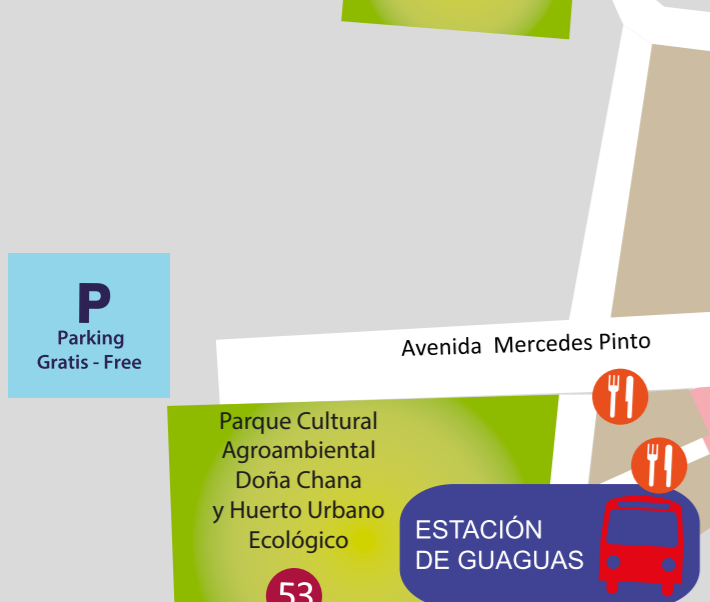 P
Parking
Gratis - Free
Avenida Mercedes Pinto
Parque Cultural
Agroambiental
Doña Chana
y Huerto Urbano
Ecológico
53
ESTACIÓN
DE GUAGUAS